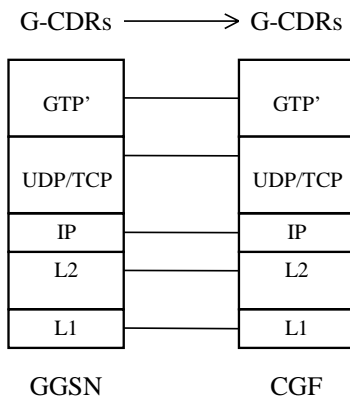 G-CDRs G-CDRs
GTP’ GTP’
UDP/TCP UDP/TCP
IP IP
L2 L2
L1 L1
GGSN CGF